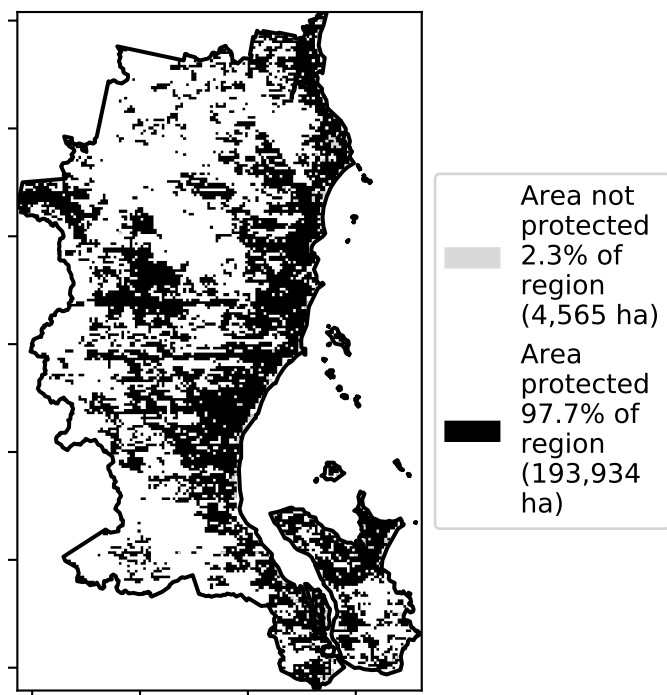 Area not
protected
2.3% of
region
(4,565 ha)
Area
protected
97.7% of
region
(193,934
ha)